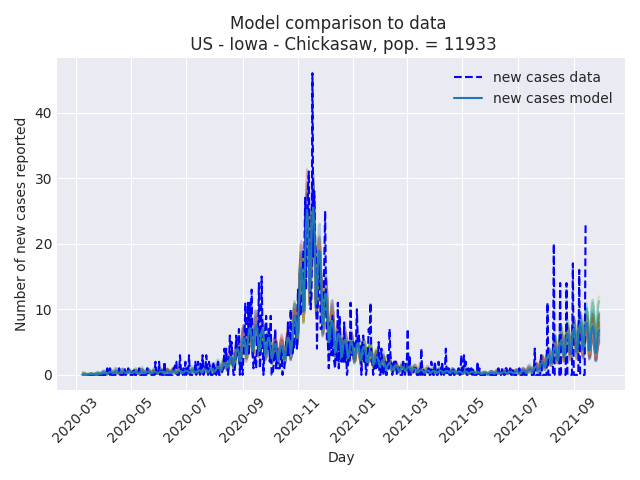 Model comparison to data
US - Iowa - Chickasaw, pop. = 11933
new cases data
new cases model
Number of new cases reported
40
30
20
10
0
2020-03
2020-05
2020-07
2020-09
2020-11
2021-01
2021-03
2021-05
2021-07
2021-09
Day